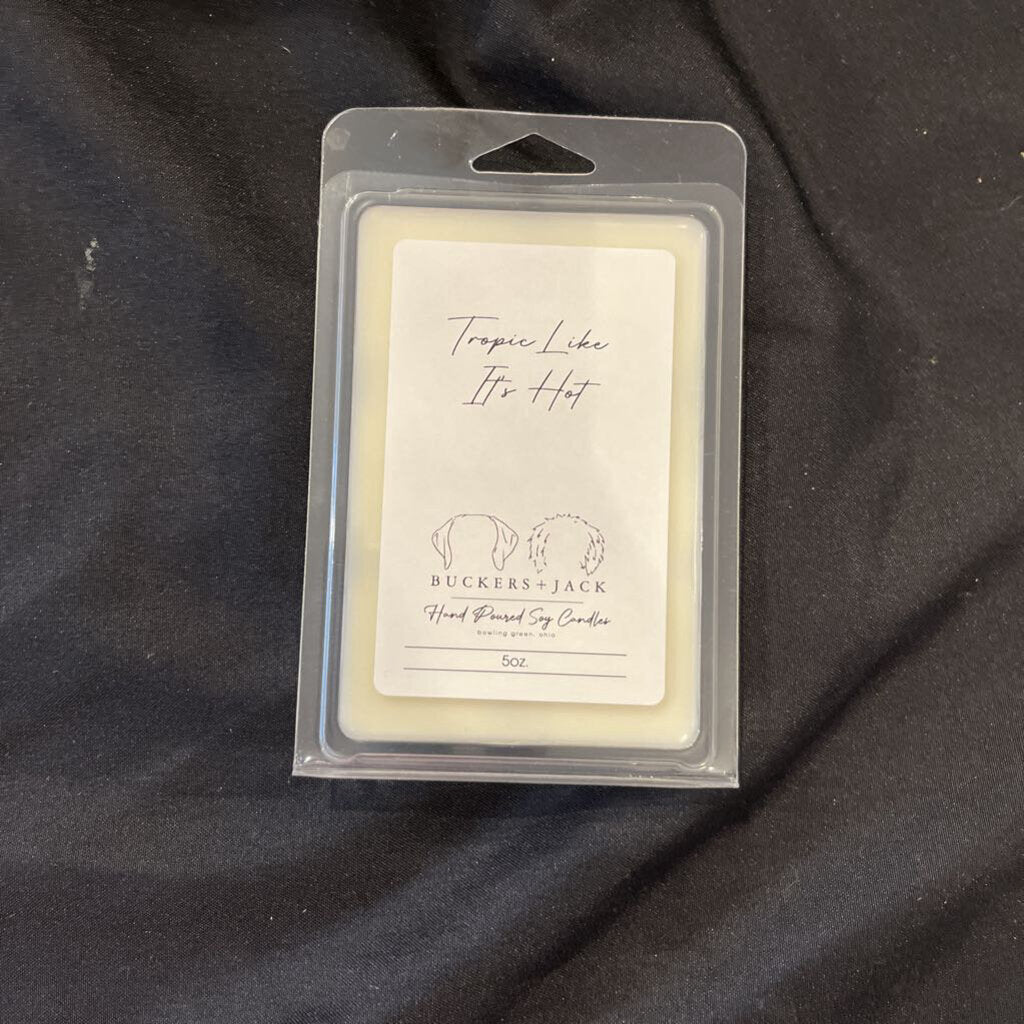 Tropic Like
It's Hot
BUCKERS + JACK
Hand Poured Soy Candles
bowling green, ohio
5oz.